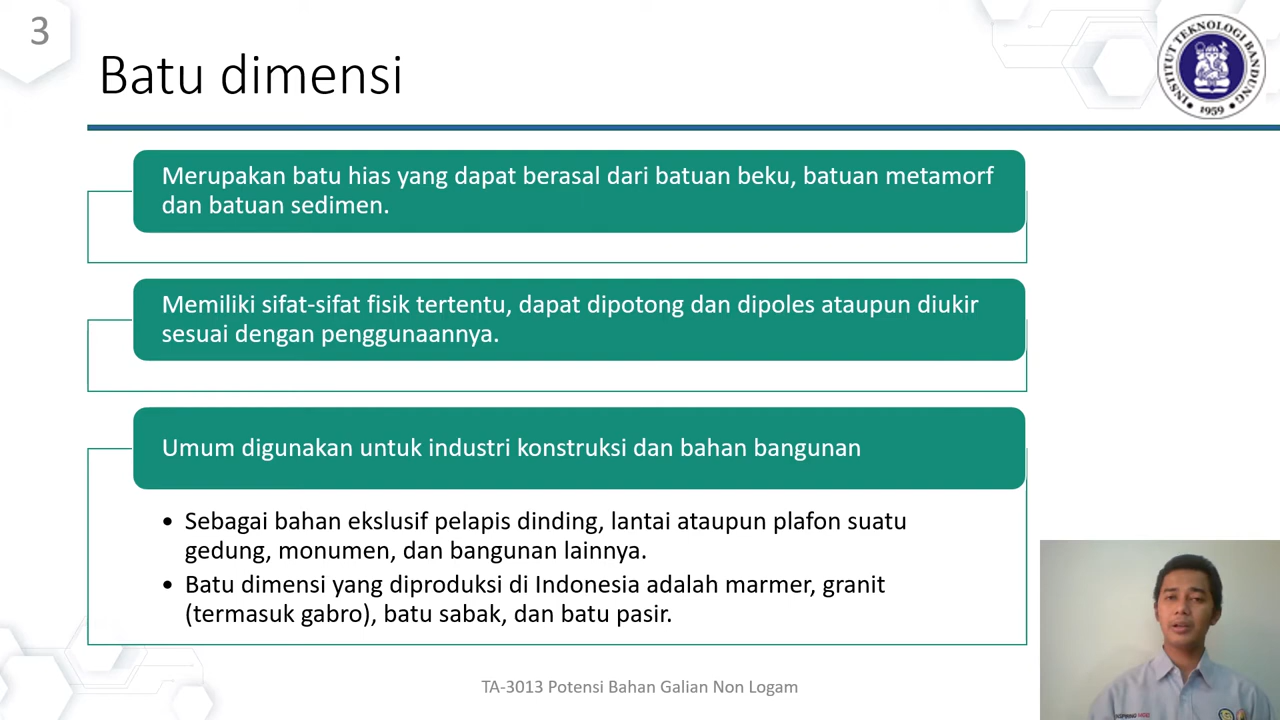 3
Batu dimensi
INSTITUT TEKNOLOGI BANDUNG
1959
Merupakan batu hias yang dapat berasal dari batuan beku, batuan metamorf
dan batuan sedimen.
Memiliki sifat-sifat fisik tertentu, dapat dipotong dan dipoles ataupun diukir
sesuai dengan penggunaannya.
Umum digunakan untuk industri konstruksi dan bahan bangunan
• Sebagai bahan ekslusif pelapis dinding, lantai ataupun plafon suatu
gedung, monumen, dan bangunan lainnya.
• Batu dimensi yang diproduksi di Indonesia adalah marmer, granit
(termasuk gabro), batu sabak, dan batu pasir.
TA-3013 Potensi Bahan Galian Non Logam